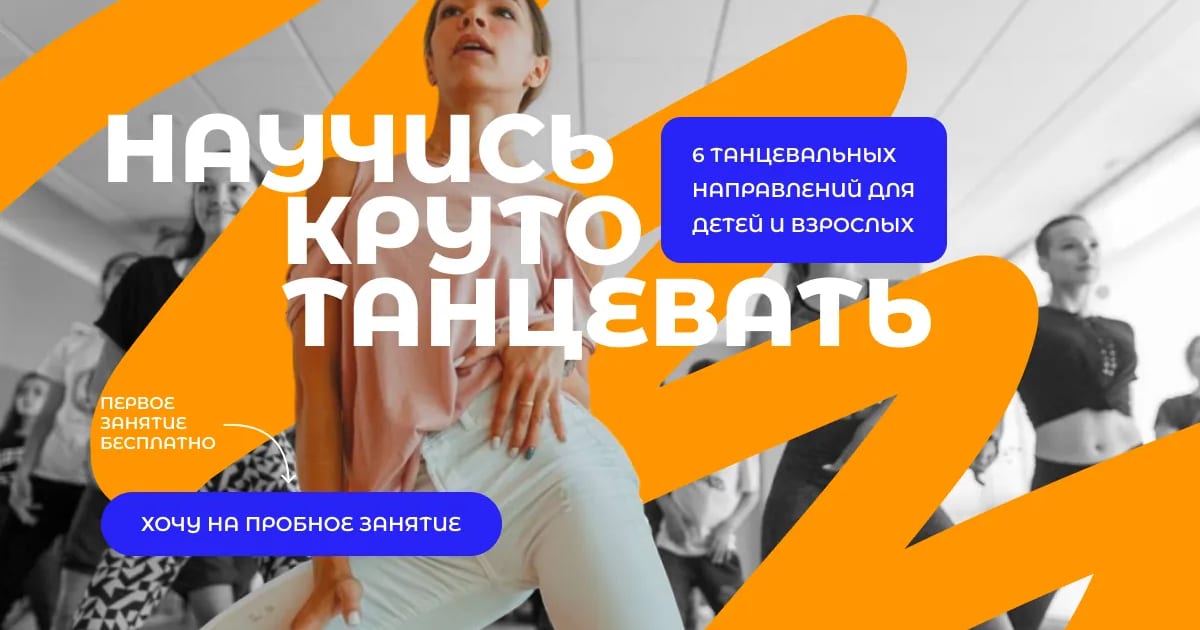 НАУЧИСЬ
КРУТО
ТАНЦЕВАТЬ
6 ТАНЦЕВАЛЬНЫХ
НАПРАВЛЕНИЙ ДЛЯ
ДЕТЕЙ И ВЗРОСЛЫХ
ПЕРВОЕ
ЗАНЯТИЕ
БЕСПЛАТНО
ХОЧУ НА ПРОБНОЕ ЗАНЯТИЕ